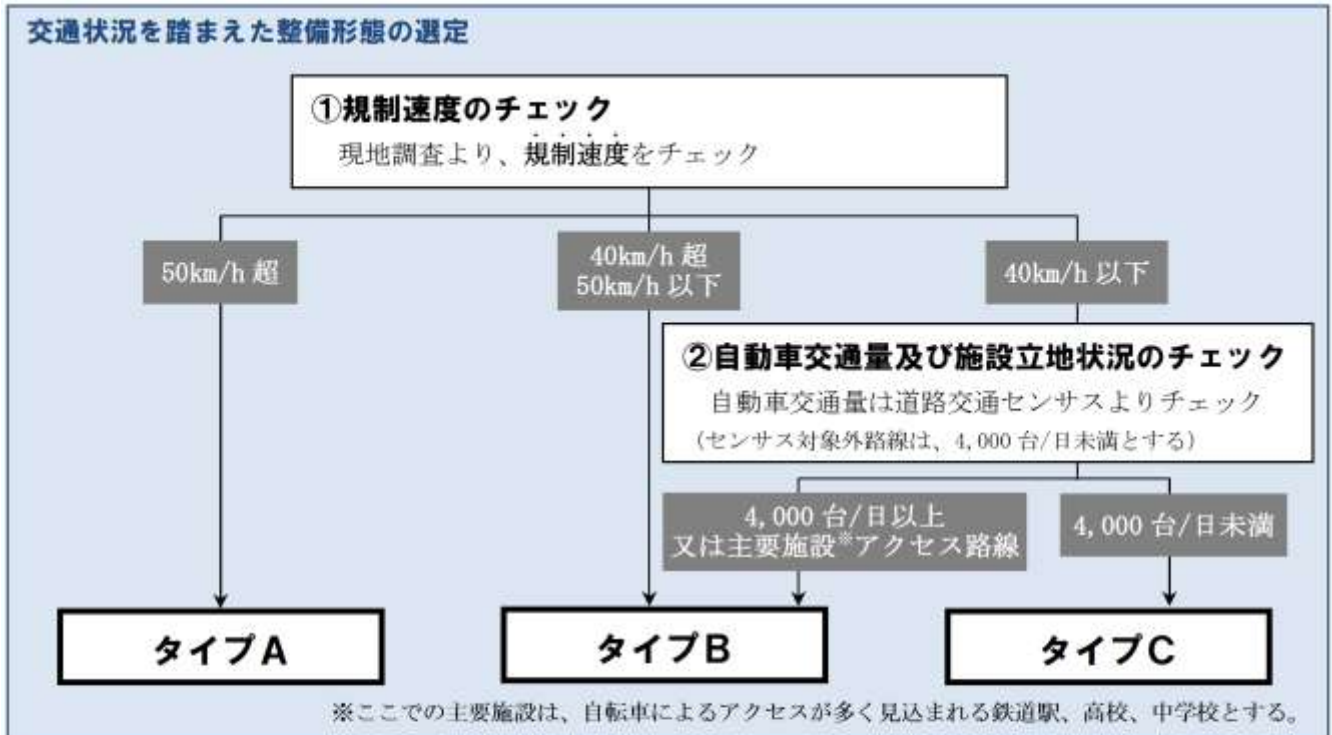 交通状況を踏まえた整備形態の選定
①規制速度のチェック
現地調査より、規制速度をチェック
50km/h 超
40km/h 超
50km/h 以下
40km/h 以下
②自動車交通量及び施設立地状況のチェック
自動車交通量は道路交通センサスよりチェック
(センサス対象外路線は、4,000 台/日未満とする)
4,000 台/日以上
又は主要施設※アクセス路線
4,000 台/日未満
タイプA
タイプB
タイプC
※ここでの主要施設は、自転車によるアクセスが多く見込まれる鉄道駅、高校、中学校とする。